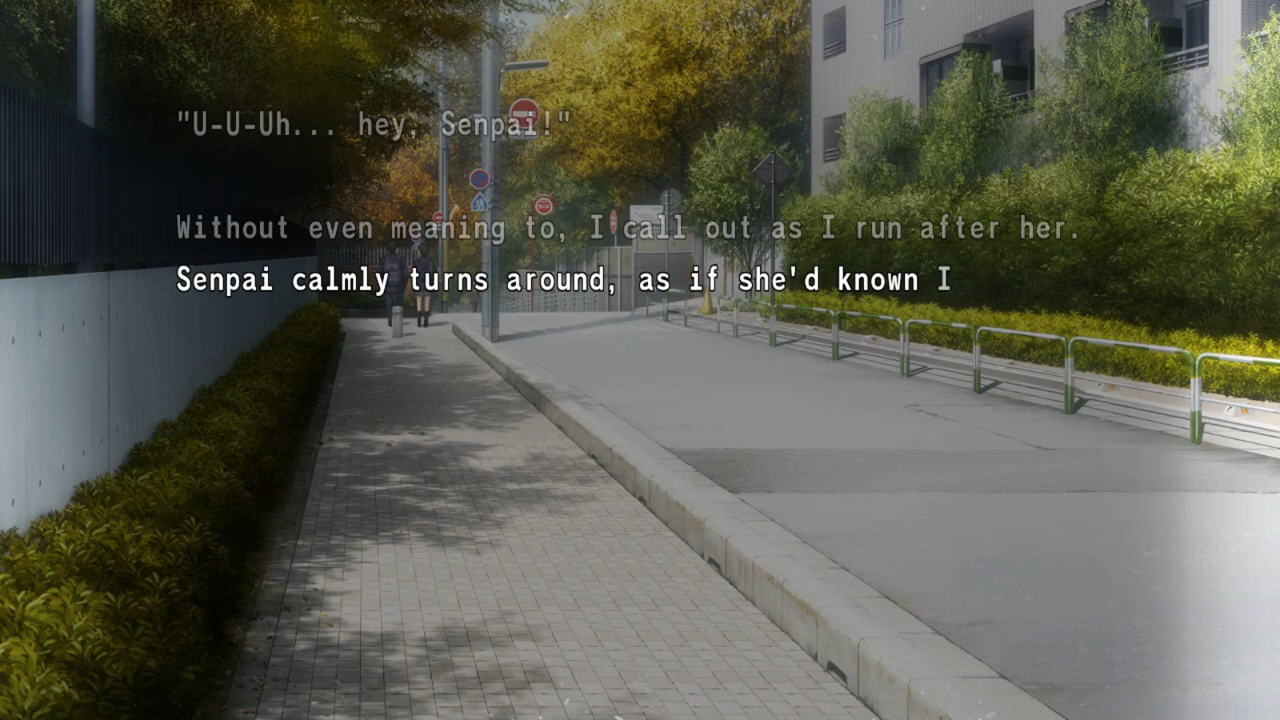 "U-U-Uh... hey, Senpai!"
Without even meaning to, I call out as I run after her.
Senpai calmly turns around, as if she'd known I